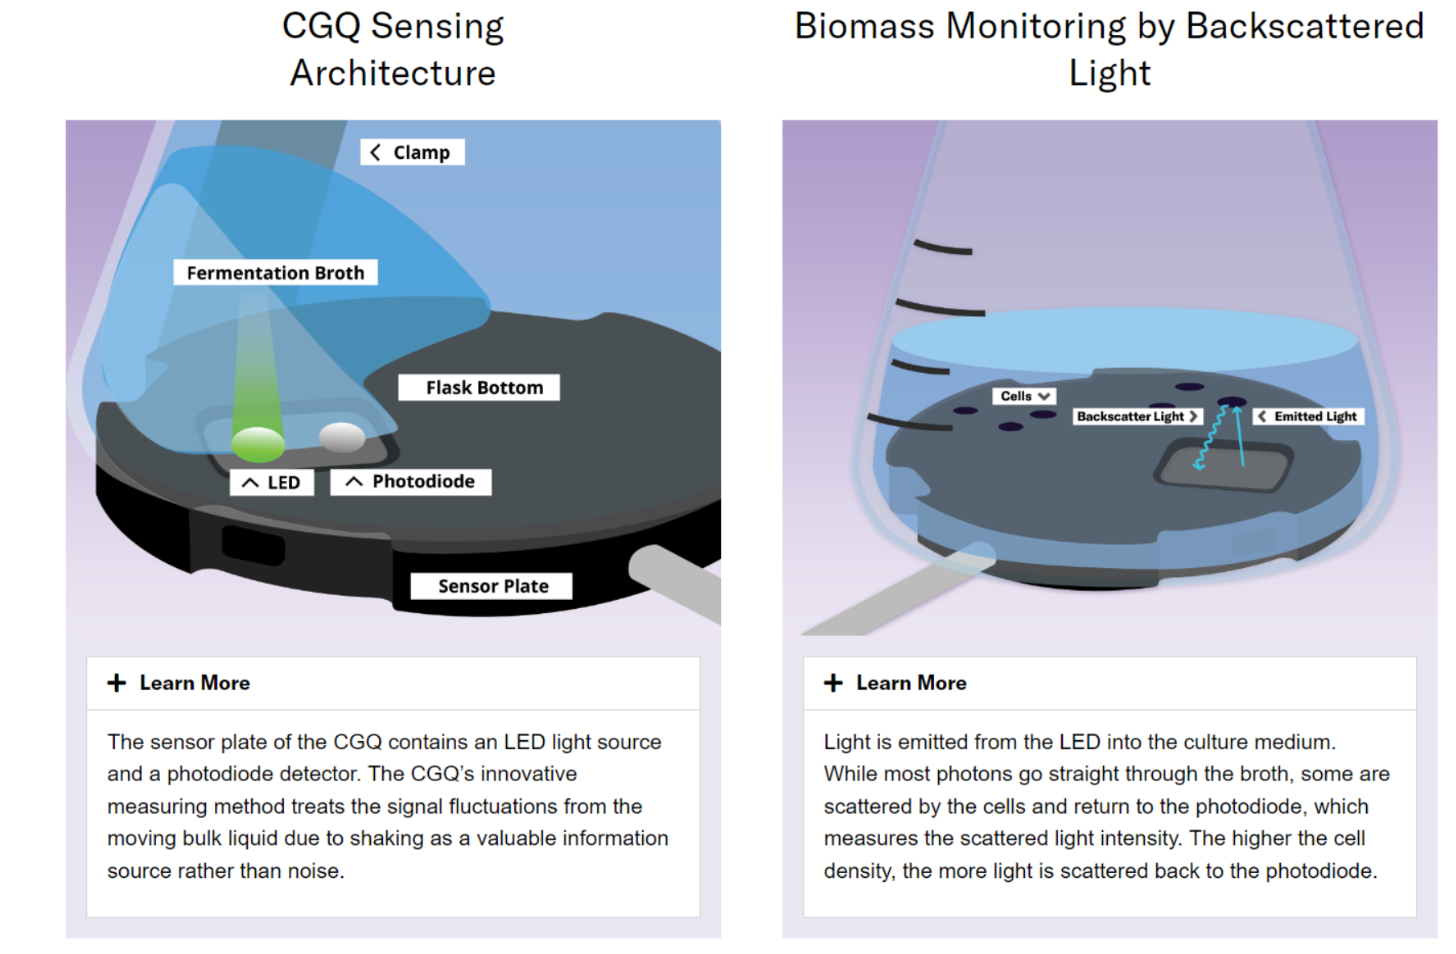 CGQ Sensing
Architecture
Clamp
Fermentation Broth
Flask Bottom
LED
Photodiode
Sensor Plate
+ Learn More
The sensor plate of the CGQ contains an LED light source
and a photodiode detector. The CGQ's innovative
measuring method treats the signal fluctuations from the
moving bulk liquid due to shaking as a valuable information
source rather than noise.
Biomass Monitoring by Backscattered
Light
Cells
Backscatter Light
Emitted Light
+ Learn More
Light is emitted from the LED into the culture medium.
While most photons go straight through the broth, some are
scattered by the cells and return to the photodiode, which
measures the scattered light intensity. The higher the cell
density, the more light is scattered back to the photodiode.